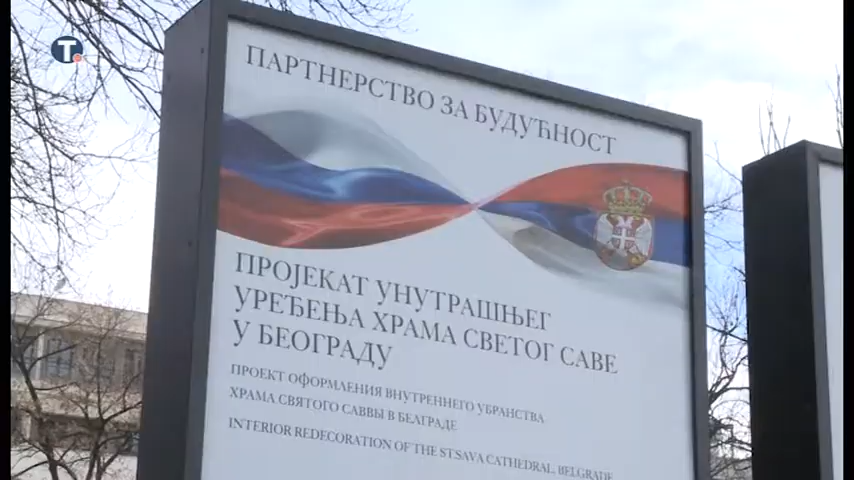 T
ПАРТНЕРСТВО ЗА БУДУЋНОСТ
ПРОЈЕКАТ УНУТРАШЊЕГ
УРЕЂЕЊА ХРАМА СВЕТОГ САВЕ
У БЕОГРАДУ
ПРОЕКТ ОФОРМЛЕНИЯ ВНУТРЕННЕГО УБРАНСТВА
ХРАМА СВЯТОГО САВВЫ В БЕЛГРАДЕ
INTERIOR REDECORATION OF THE ST.SAVA CATHEDRAL, BELGRADE